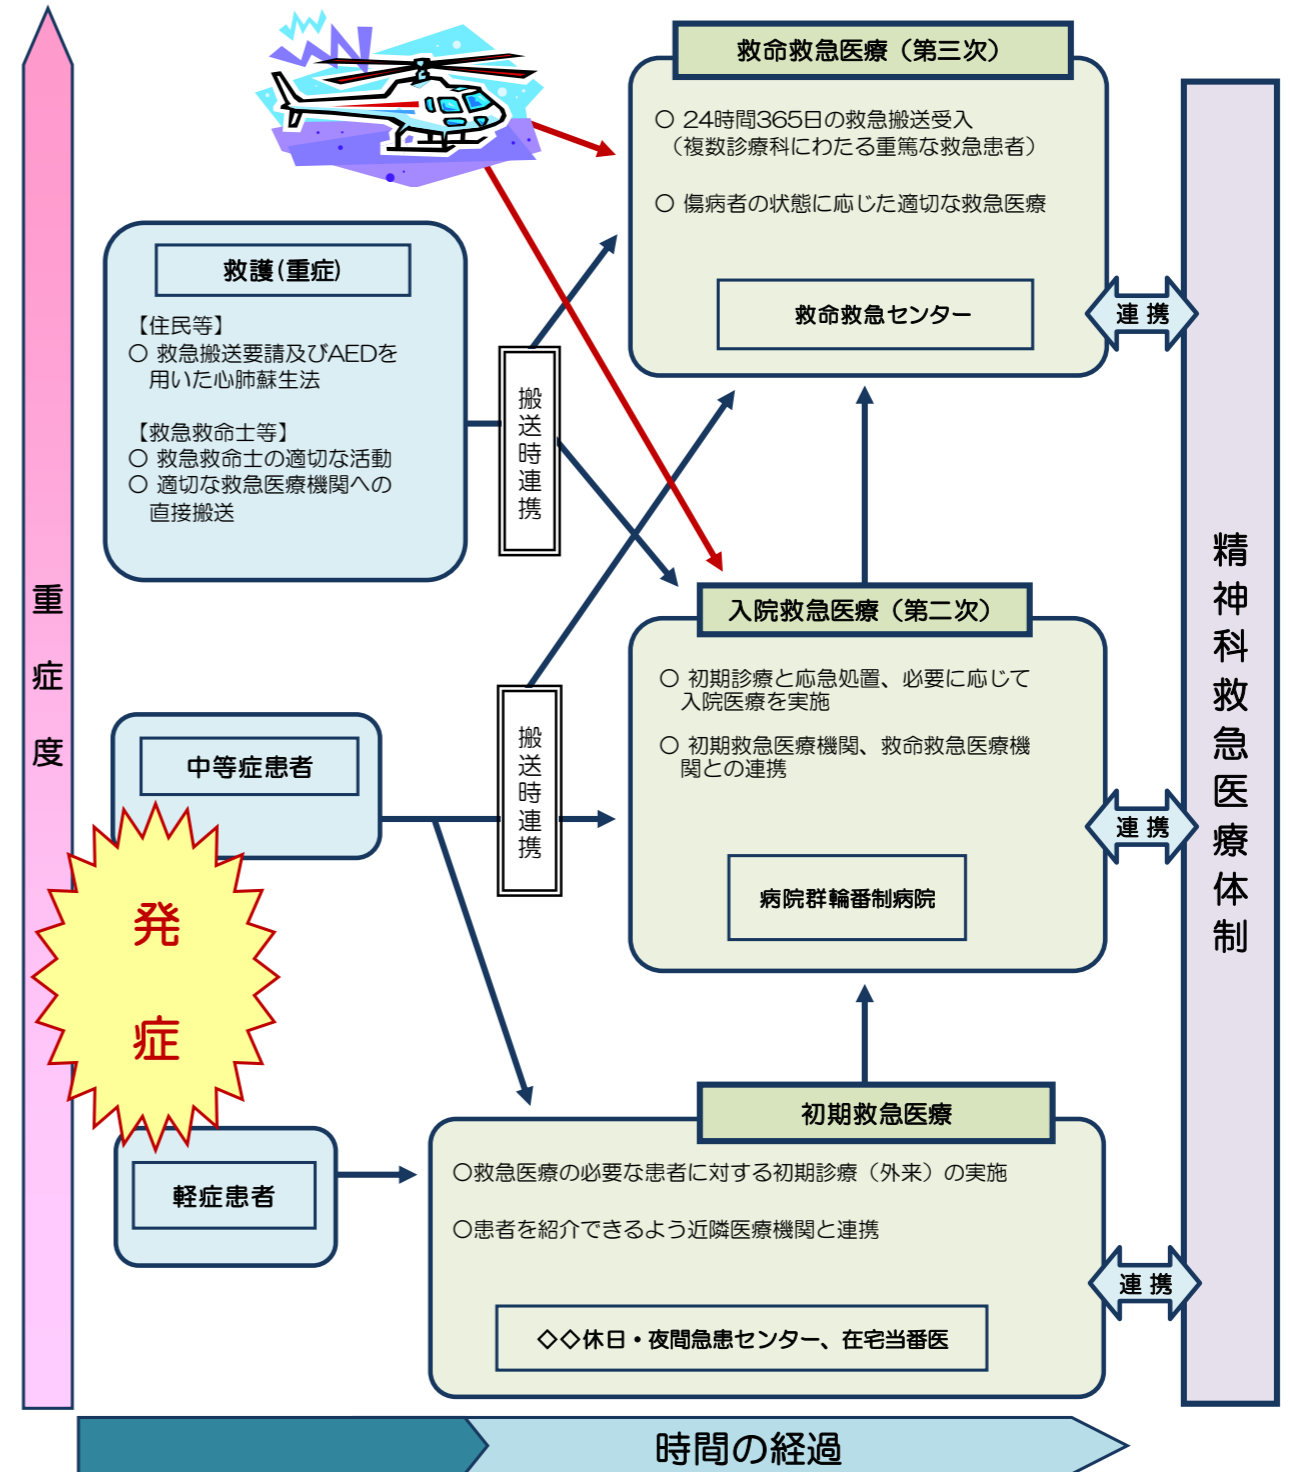 救命救急医療（第三次）
○ 24時間365日の救急搬送受入
（複数診療科にわたる重篤な救急患者）
○ 傷病者の状態に応じた適切な救急医療
救命救急センター
連 携
救護(重症)
【住民等】
○ 救急搬送要請及びAEDを
用いた心肺蘇生法
【救急救命士等】
○ 救急救命士の適切な活動
○ 適切な救急医療機関への
直接搬送
搬送時連携
重症度
精神科救急医療体制
入院救急医療（第二次）
○ 初期診療と応急処置、必要に応じて
入院医療を実施
○ 初期救急医療機関、救命救急医療機
関との連携
病院群輪番制病院
連 携
中等症患者
搬送時連携
発症
初期救急医療
○救急医療の必要な患者に対する初期診療（外来）の実施
○患者を紹介できるよう近隣医療機関と連携
◇◇休日・夜間急患センター、在宅当番医
連 携
軽症患者
時間の経過